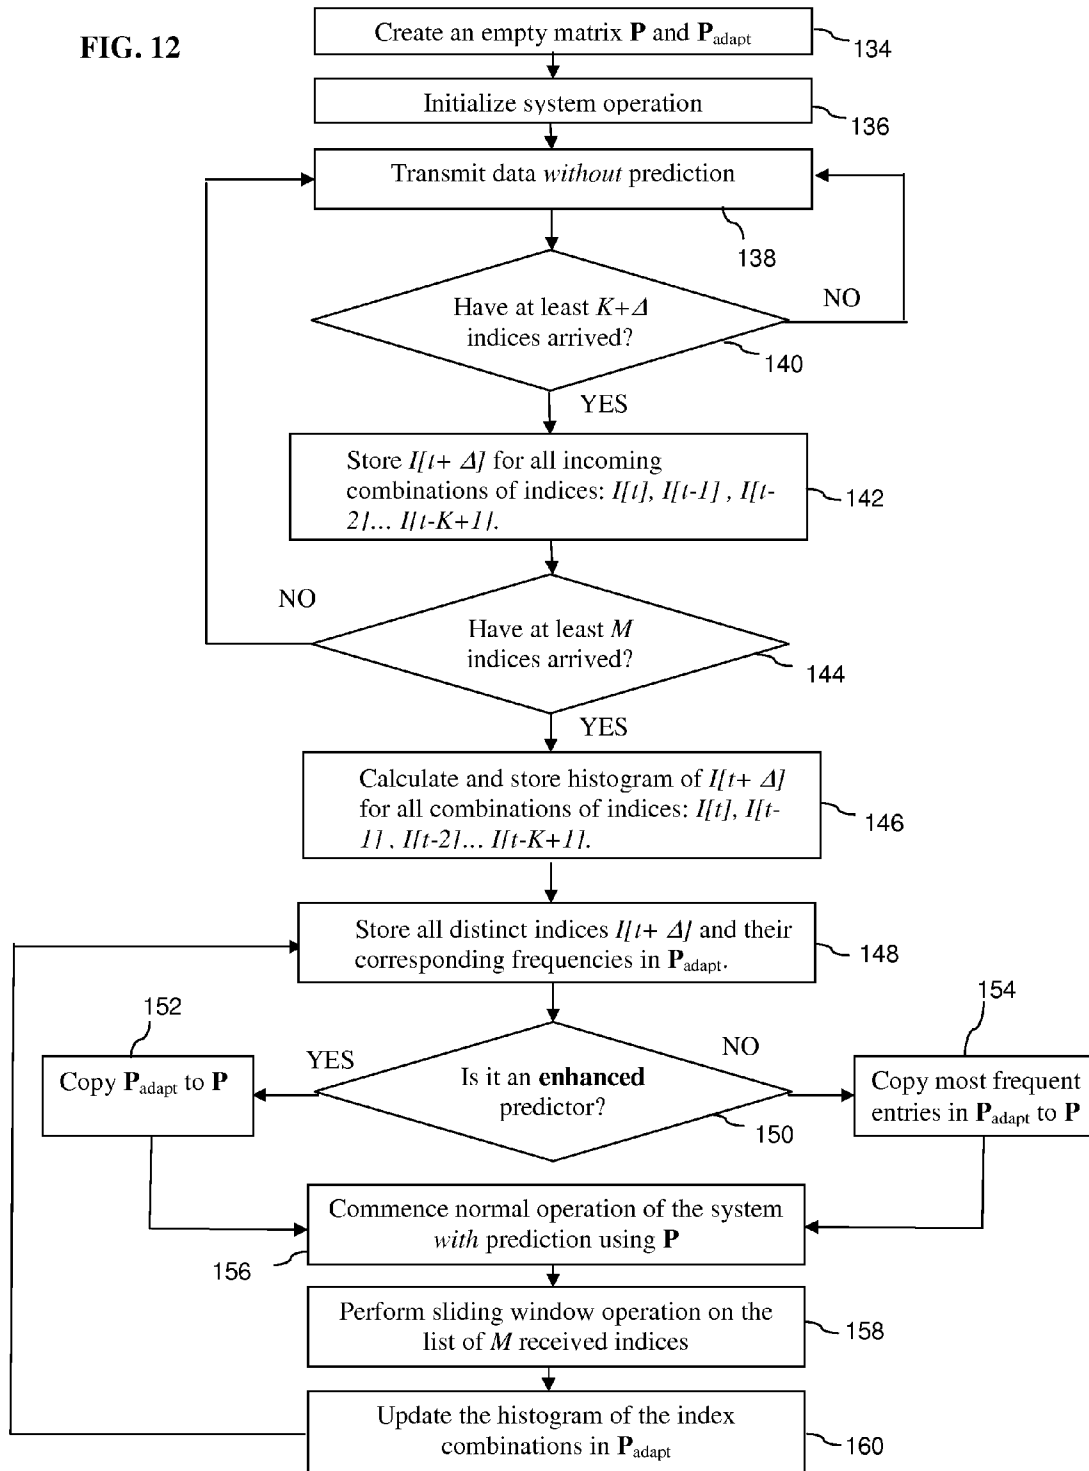 FIG. 12
Create an empty matrix P and Padapt
134
Initialize system operation
136
Transmit data without prediction
138
Have at least K+Δ
indices arrived?
NO
140
YES
Store I[t+ Δ] for all incoming
combinations of indices: I[t], I[t-1] , I[t-
2]... I[t-K+1].
142
NO
Have at least M
indices arrived?
144
YES
Calculate and store histogram of I[t+ Δ]
for all combinations of indices: I[t], I[t-
1] , I[t-2]... I[t-K+1].
146
Store all distinct indices I[t+ Δ] and their
corresponding frequencies in Padapt.
148
152
154
YES
NO
Copy Padapt to P
Is it an enhanced
predictor?
Copy most frequent
entries in Padapt to P
150
Commence normal operation of the system
with prediction using P
156
Perform sliding window operation on the
list of M received indices
158
Update the histogram of the index
combinations in Padapt
160